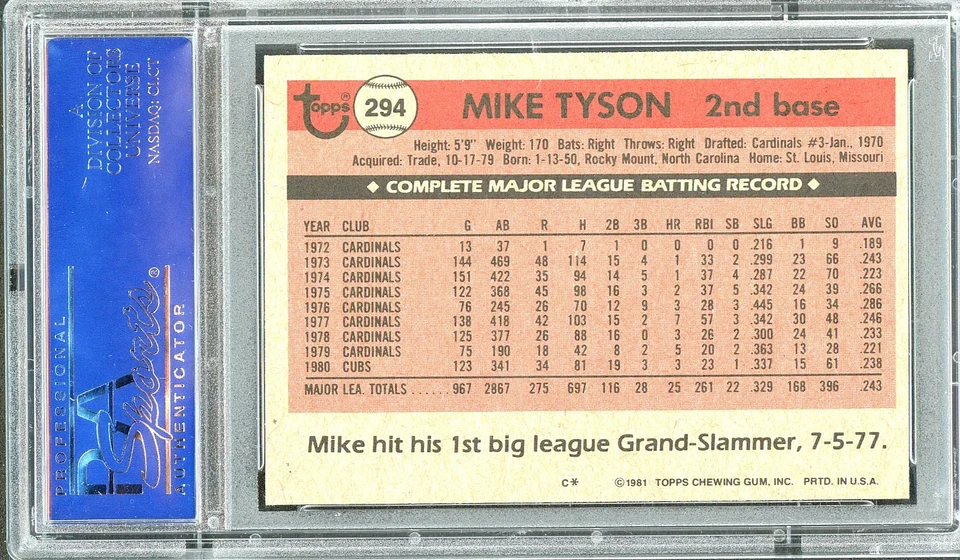 A
DIVISION OF
COLLECTORS
UNIVERSE
NASDAQ: CLCT
PROFESSIONAL
PSA
Sports®
AUTHENTICATOR
topps 294 MIKE TYSON 2nd base
Height: 5'9" Weight: 170 Bats: Right Throws: Right Drafted: Cardinals #3-Jan., 1970
Acquired: Trade, 10-17-79 Born: 1-13-50, Rocky Mount, North Carolina Home: St. Louis, Missouri
◆ COMPLETE MAJOR LEAGUE BATTING RECORD ◆
YEAR CLUB G AB R H 2B 3B HR RBI SB SLG BB SO AVG
1972 CARDINALS 13 37 1 7 1 0 0 0 0 .216 1 9 .189
1973 CARDINALS 144 469 48 114 15 4 1 33 2 .299 23 66 .243
1974 CARDINALS 151 422 35 94 14 5 1 37 4 .287 22 70 .223
1975 CARDINALS 122 368 45 98 16 3 2 37 5 .342 24 39 .266
1976 CARDINALS 76 245 26 70 12 9 3 28 3 .445 16 34 .286
1977 CARDINALS 138 418 42 103 15 2 7 57 3 .342 30 48 .246
1978 CARDINALS 125 377 26 88 16 0 3 26 2 .300 24 41 .233
1979 CARDINALS 75 190 18 42 8 2 5 20 2 .363 13 28 .221
1980 CUBS 123 341 34 81 19 3 3 23 1 .337 15 61 .238
MAJOR LEA. TOTALS ...... 967 2867 275 697 116 28 25 261 22 .329 168 396 .243
Mike hit his 1st big league Grand-Slammer, 7-5-77.
C* ©1981 TOPPS CHEWING GUM, INC. PRTD. IN U.S.A.